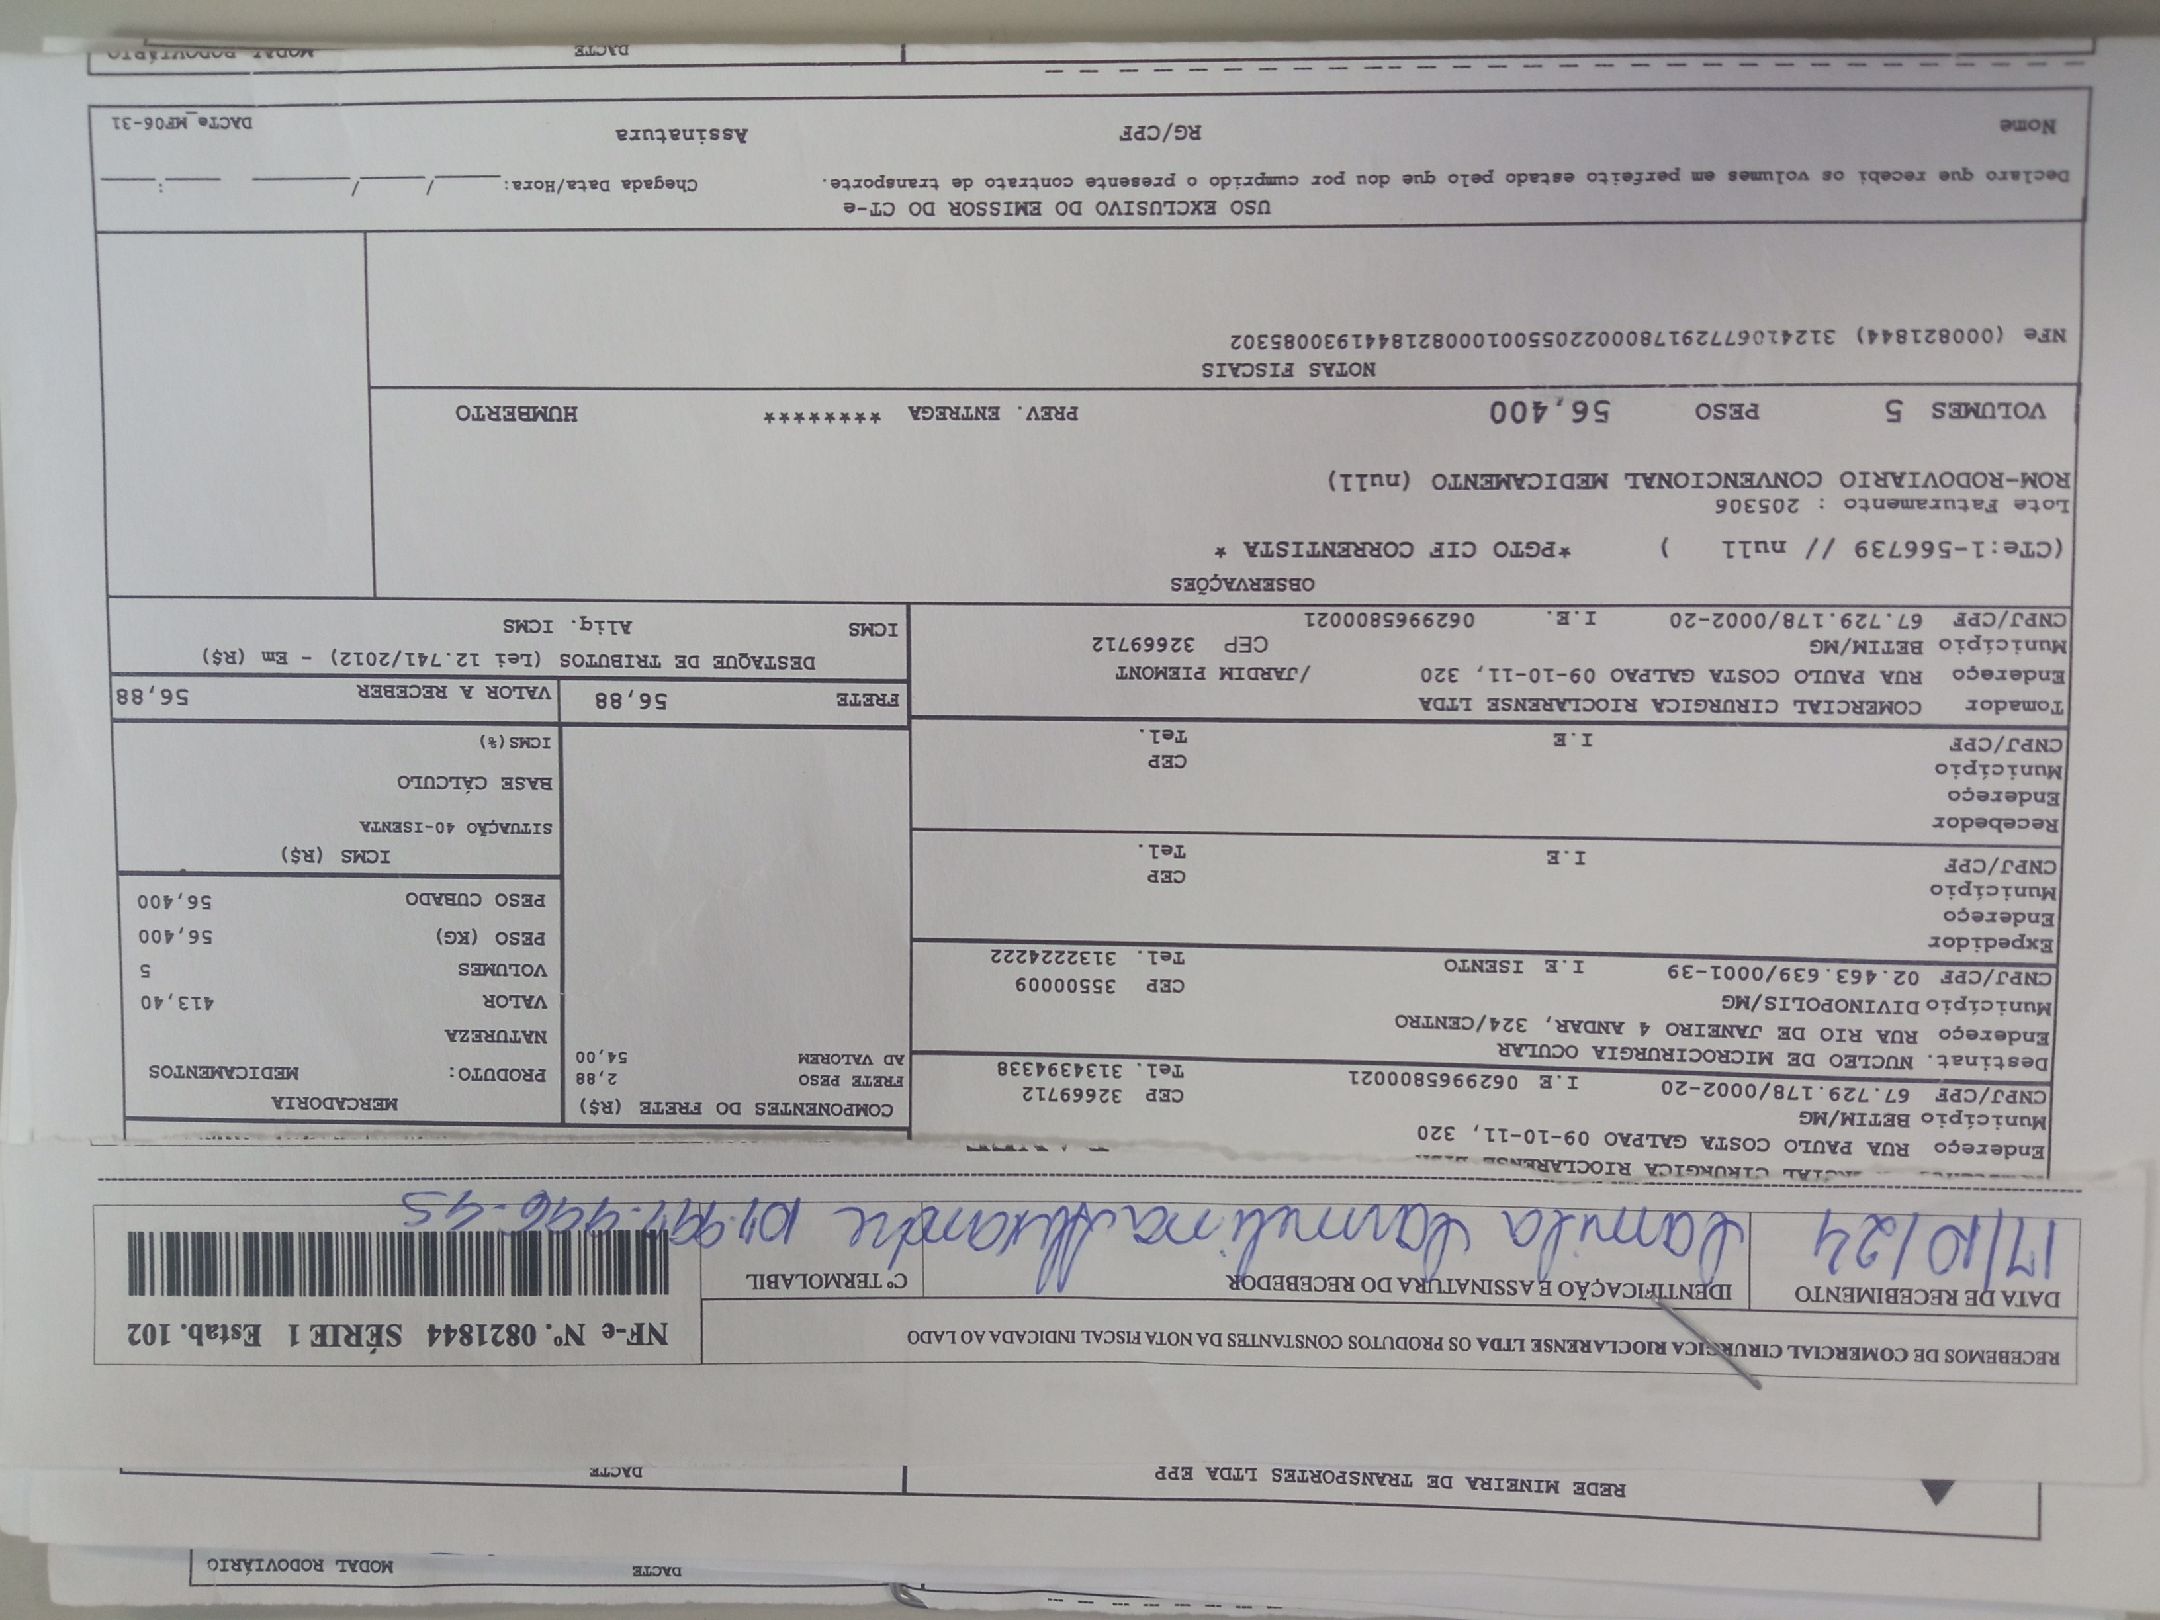 DACTE MODAL RODOVIÁRIO
REDE MINEIRA DE TRANSPORTES LTDA EPP DACTE
RECEBEMOS DE COMERCIAL CIRURGICA RIOCLARENSE LTDA OS PRODUTOS CONSTANTES DA NOTA FISCAL INDICADA AO LADO
NF-e Nº. 0821844 SÉRIE 1 Estab. 102
DATA DE RECEBIMENTO
17/10/24
IDENTIFICAÇÃO E ASSINATURA DO RECEBEDOR
Camila Carmelina Alexandre
Cº TERMOLABIL
CIRURGICA RIOCLARENSE
Endereço RUA PAULO COSTA GALPAO 09-10-11, 320
Município BETIM/MG CEP 32669712
CNPJ/CPF 67.729.178/0002-20 I.E 0629965800021 Tel. 3134394338
Destinat. NUCLEO DE MICROCIRURGIA OCULAR
Endereço RUA RIO DE JANEIRO 4 ANDAR, 324/CENTRO
Município DIVINOPOLIS/MG CEP 35500009
CNPJ/CPF 02.463.639/0001-39 I.E ISENTO Tel. 3132224222
Expedidor
Endereço
Município CEP
CNPJ/CPF I.E Tel.
Recebedor
Endereço
Município CEP
CNPJ/CPF I.E Tel.
Tomador COMERCIAL CIRURGICA RIOCLARENSE LTDA
Endereço RUA PAULO COSTA GALPAO 09-10-11, 320 /JARDIM PIEMONT
Município BETIM/MG CEP 32669712
CNPJ/CPF 67.729.178/0002-20 I.E. 0629965800021
COMPONENTES DO FRETE (R$)
FRETE PESO 2,88
AD VALOREM 54,00
MERCADORIA
PRODUTO: MEDICAMENTOS
NATUREZA
VALOR 413,40
VOLUMES 5
PESO (KG) 56,400
PESO CUBADO 56,400
ICMS (R$)
SITUAÇÃO 40-ISENTA
BASE CÁLCULO
ICMS(%)
FRETE 56,88 VALOR A RECEBER 56,88
DESTAQUE DE TRIBUTOS (Lei 12.741/2012) - Em (R$)
ICMS Aliq. ICMS
OBSERVAÇÕES
(CTe:1-566739 // null ) *PGTO CIF CORRENTISTA *
Lote Faturamento : 205306
ROM-RODOVIARIO CONVENCIONAL MEDICAMENTO (null)
VOLUMES 5 PESO 56,400 PREV. ENTREGA ******** HUMBERTO
NOTAS FISCAIS
NFe (000821844) 31241067729178000220550010008218441930085302
USO EXCLUSIVO DO EMISSOR DO CT-e
Declaro que recebi os volumes em perfeito estado pelo que dou por cumprido o presente contrato de transporte. Chegada Data/Hora: ____/____/____ ___:___
Nome RG/CPF Assinatura DACTe_MF06-31
DACTE MODAL RODOVIÁRIO